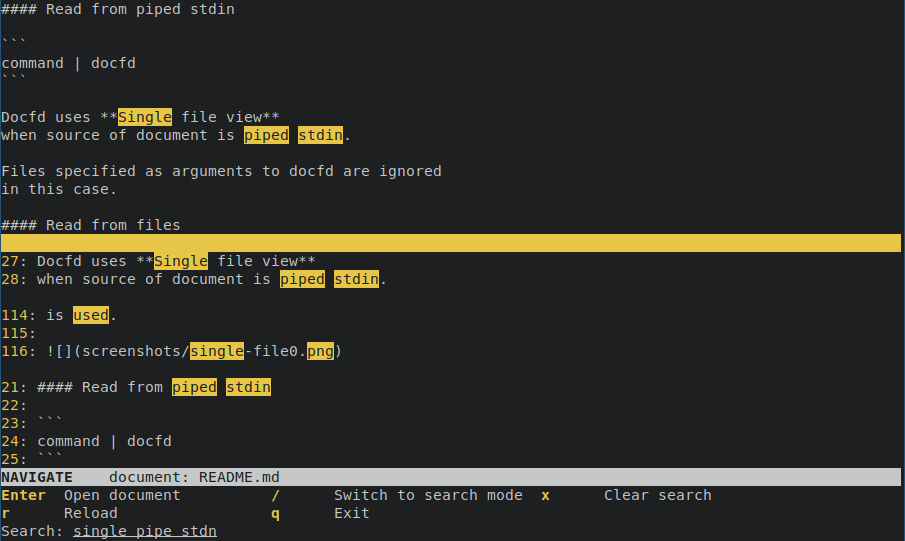 #### Read from piped stdin
```
command | docfd
```
Docfd uses **Single file view**
when source of document is piped stdin.
Files specified as arguments to docfd are ignored
in this case.
#### Read from files
27: Docfd uses **Single file view**
28: when source of document is piped stdin.
114: is used.
115:
116: ![](screenshots/single-file0.png)
21: #### Read from piped stdin
22:
23: ```
24: command | docfd
25: ```
NAVIGATE    document: README.md
Enter  Open document          /      Switch to search mode  x      Clear search
r      Reload                 q      Exit
Search: single pipe stdn